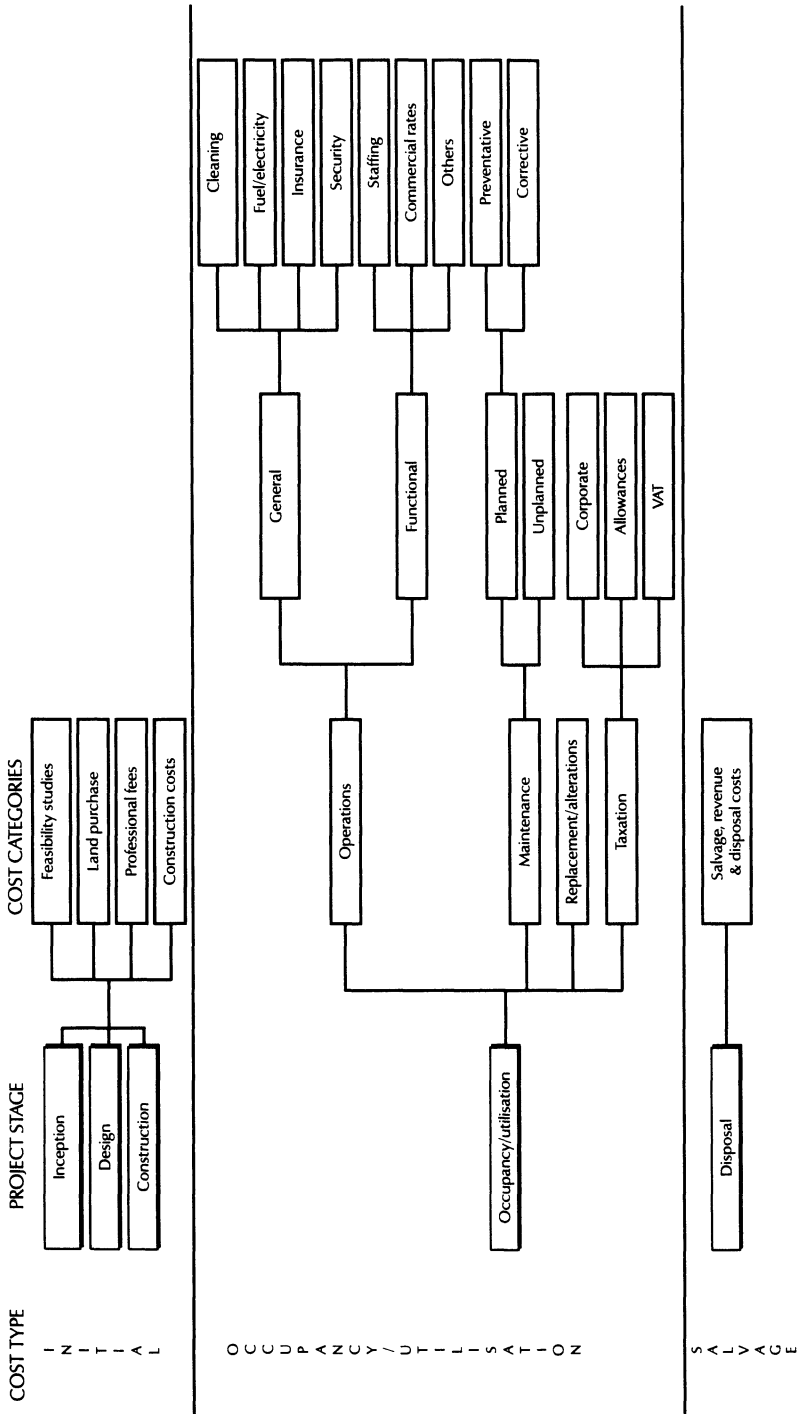 COST TYPE
PROJECT STAGE
COST CATEGORIES
INITIAL
Inception
Design
Construction
Feasibility studies
Land purchase
Professional fees
Construction costs
OCCUPANCY/UTILISATION
Occupancy/utilisation
Operations
General
Cleaning
Fuel/electricity
Insurance
Security
Functional
Staffing
Commercial rates
Others
Maintenance
Planned
Preventative
Corrective
Unplanned
Replacement/alterations
Taxation
Corporate
Allowances
VAT
SALVAGE
Disposal
Salvage, revenue
& disposal costs